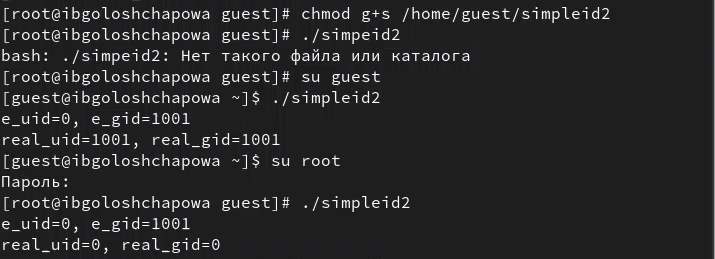 [root@ibgoloshchapowa guest]# chmod g+s /home/guest/simpleid2
[root@ibgoloshchapowa guest]# ./simpeid2
bash: ./simpeid2: Нет такого файла или каталога
[root@ibgoloshchapowa guest]# su guest
[guest@ibgoloshchapowa ~]$ ./simpleid2
e_uid=0, e_gid=1001
real_uid=1001, real_gid=1001
[guest@ibgoloshchapowa ~]$ su root
Пароль:
[root@ibgoloshchapowa guest]# ./simpleid2
e_uid=0, e_gid=1001
real_uid=0, real_gid=0